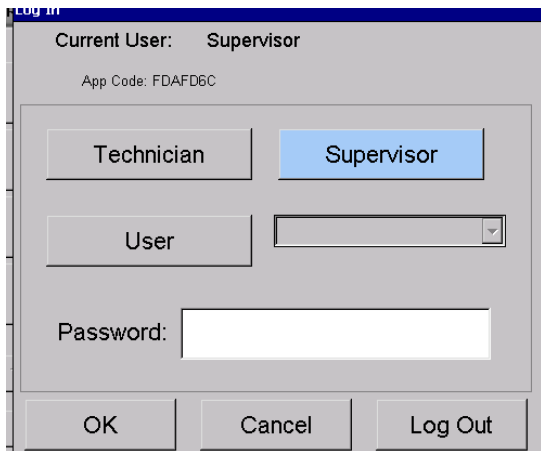 Log In
Current User: Supervisor
App Code: FDAFD6C
Technician Supervisor
User
Password:
OK Cancel Log Out